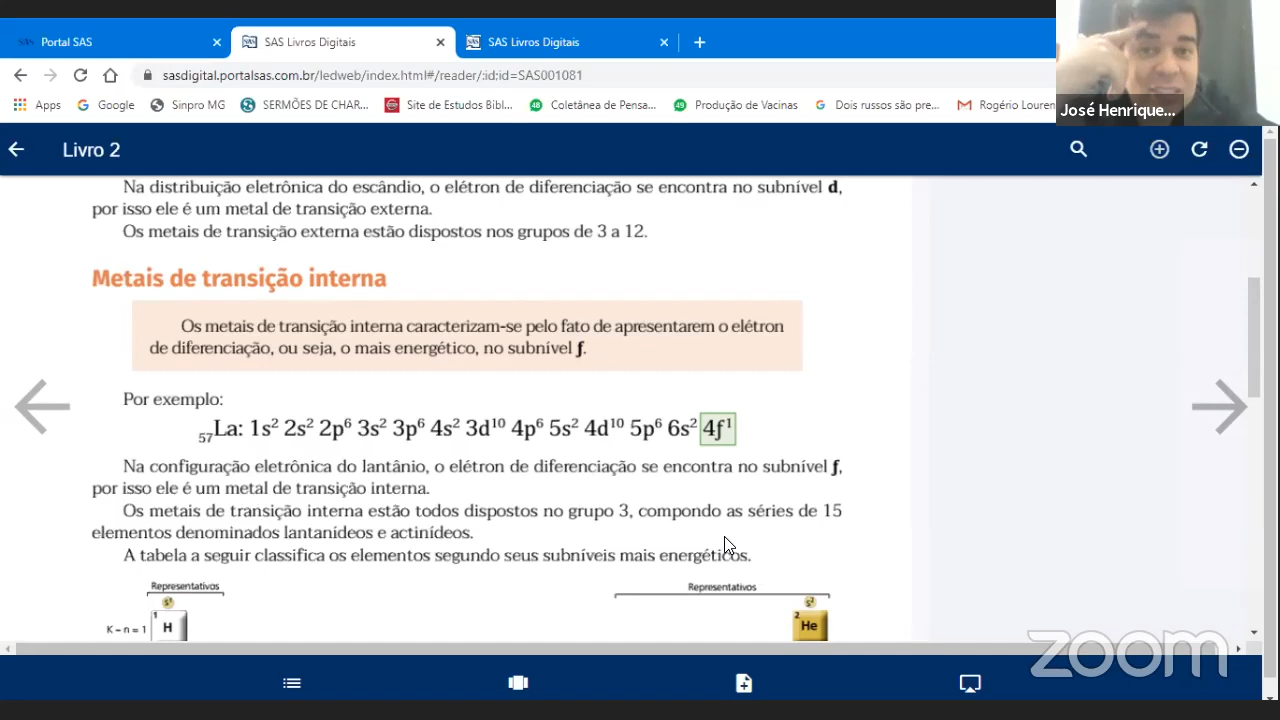 Portal SAS
SAS Livros Digitais
SAS Livros Digitais
sasdigital.portalsas.com.br/ledweb/index.html#/reader/:id:id=SAS001081
Apps Google Sinpro MG SERMÕES DE CHAR... Site de Estudos Bibl... Coletânea de Pensa... Produção de Vacinas Dois russos são pre... Rogério Louren
José Henrique...
Livro 2
Na distribuição eletrônica do escândio, o elétron de diferenciação se encontra no subnível d,
por isso ele é um metal de transição externa.
Os metais de transição externa estão dispostos nos grupos de 3 a 12.
Metais de transição interna
Os metais de transição interna caracterizam-se pelo fato de apresentarem o elétron
de diferenciação, ou seja, o mais energético, no subnível f.
Por exemplo:
₅₇La: 1s² 2s² 2p⁶ 3s² 3p⁶ 4s² 3d¹⁰ 4p⁶ 5s² 4d¹⁰ 5p⁶ 6s² 4f¹
Na configuração eletrônica do lantânio, o elétron de diferenciação se encontra no subnível f,
por isso ele é um metal de transição interna.
Os metais de transição interna estão todos dispostos no grupo 3, compondo as séries de 15
elementos denominados lantanídeos e actinídeos.
A tabela a seguir classifica os elementos segundo seus subníveis mais energéticos.
Representativos
Representativos
s¹
s²
1
H
2
He
K – n = 1
zoom